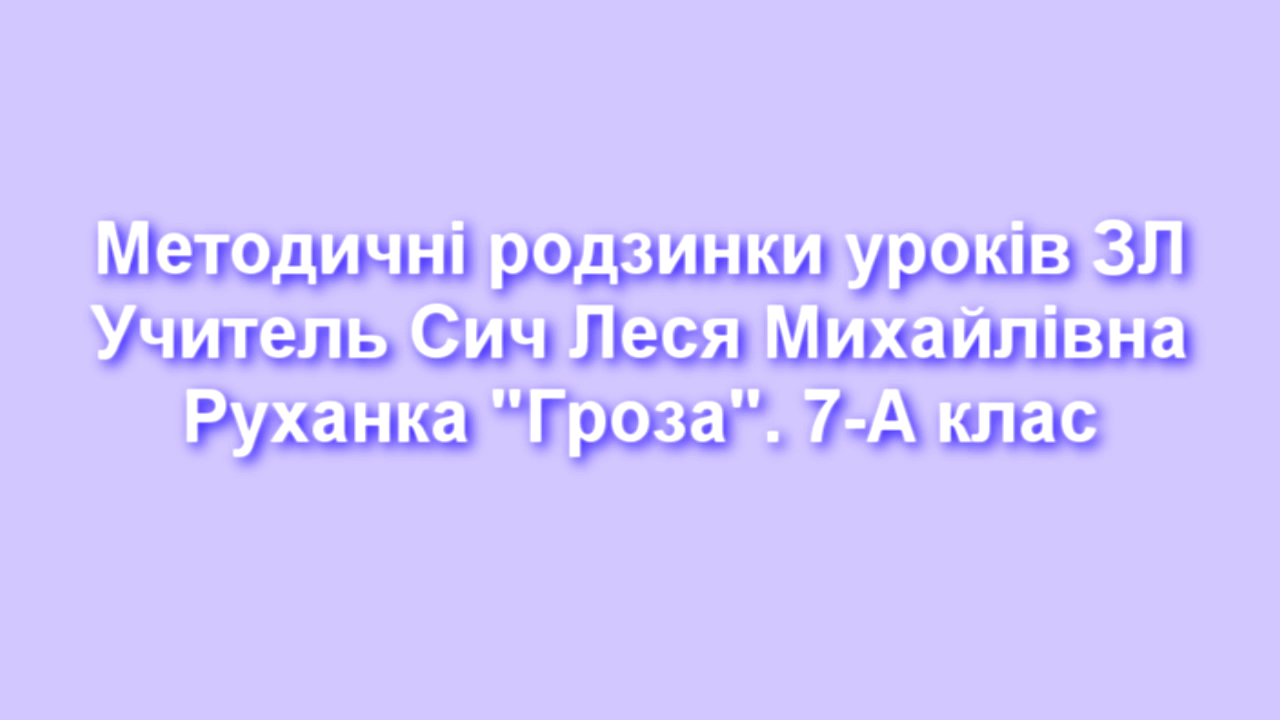 Методичні родзинки уроків ЗЛ
Учитель Сич Леся Михайлівна
Руханка "Гроза". 7-А клас